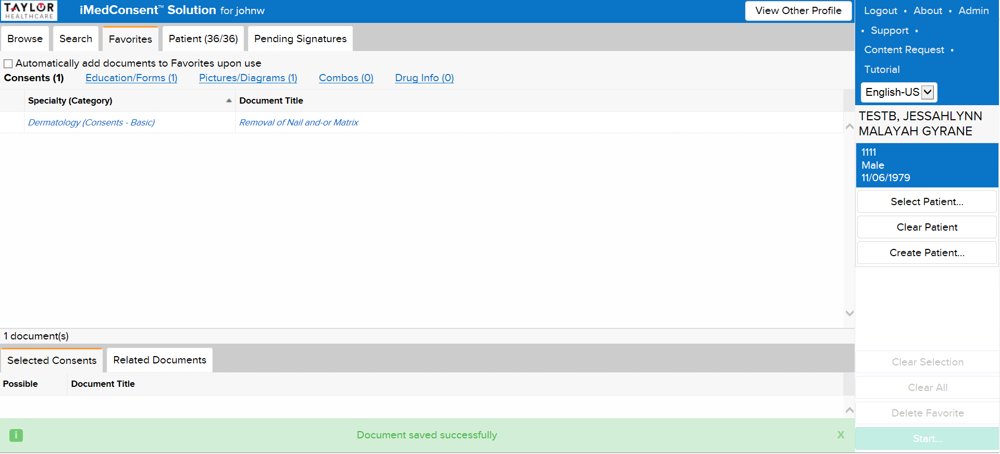 TAYLOR
HEALTHCARE
iMedConsent™ Solution for johnw
View Other Profile
Logout • About • Admin
• Support •
Content Request •
Tutorial
English-US
Browse
Search
Favorites
Patient (36/36)
Pending Signatures
Automatically add documents to Favorites upon use
Consents (1)
Education/Forms (1)
Pictures/Diagrams (1)
Combos (0)
Drug Info (0)
Specialty (Category)
Document Title
Dermatology (Consents - Basic)
Removal of Nail and-or Matrix
TESTB, JESSAHLYNN
MALAYAH GYRANE
1111
Male
11/06/1979
Select Patient...
Clear Patient
Create Patient...
1 document(s)
Selected Consents
Related Documents
Possible
Document Title
Clear Selection
Clear All
Delete Favorite
Start...
i
Document saved successfully
X